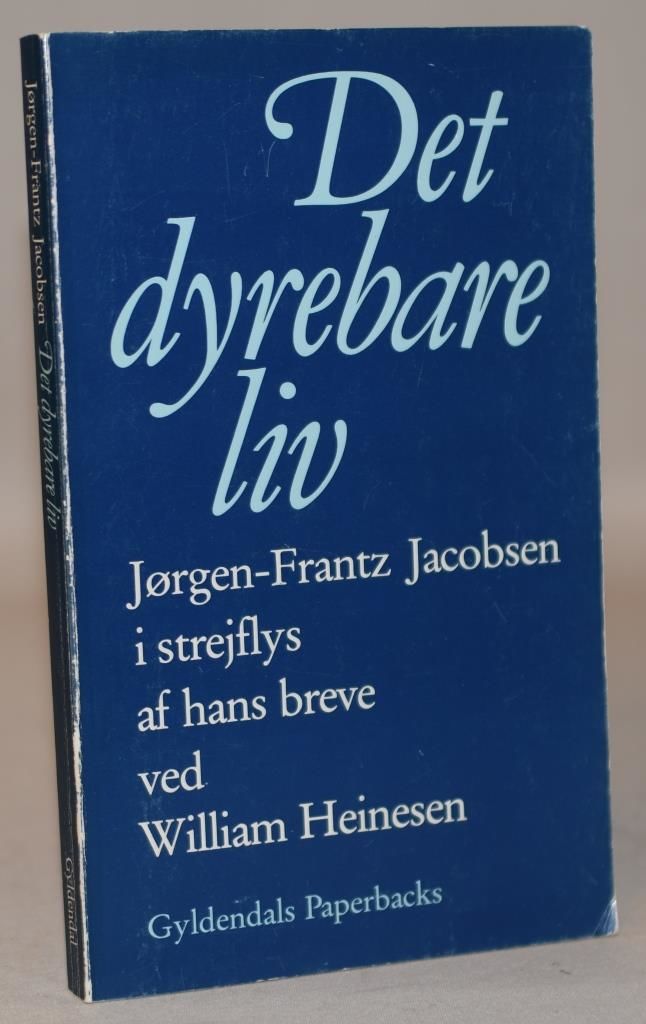 Det
dyrebare
liv
Jørgen-Frantz Jacobsen
i strejflys
af hans breve
ved
William Heinesen
Gyldendals Paperbacks
Jørgen-Frantz Jacobsen Det dyrebare liv Gyldendal